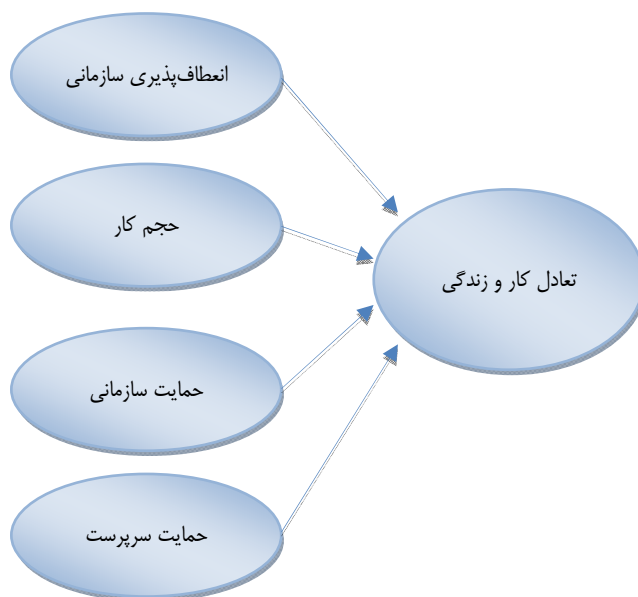 انعطاف‌پذیری سازمانی
حجم کار
تعادل کار و زندگی
حمایت سازمانی
حمایت سرپرست